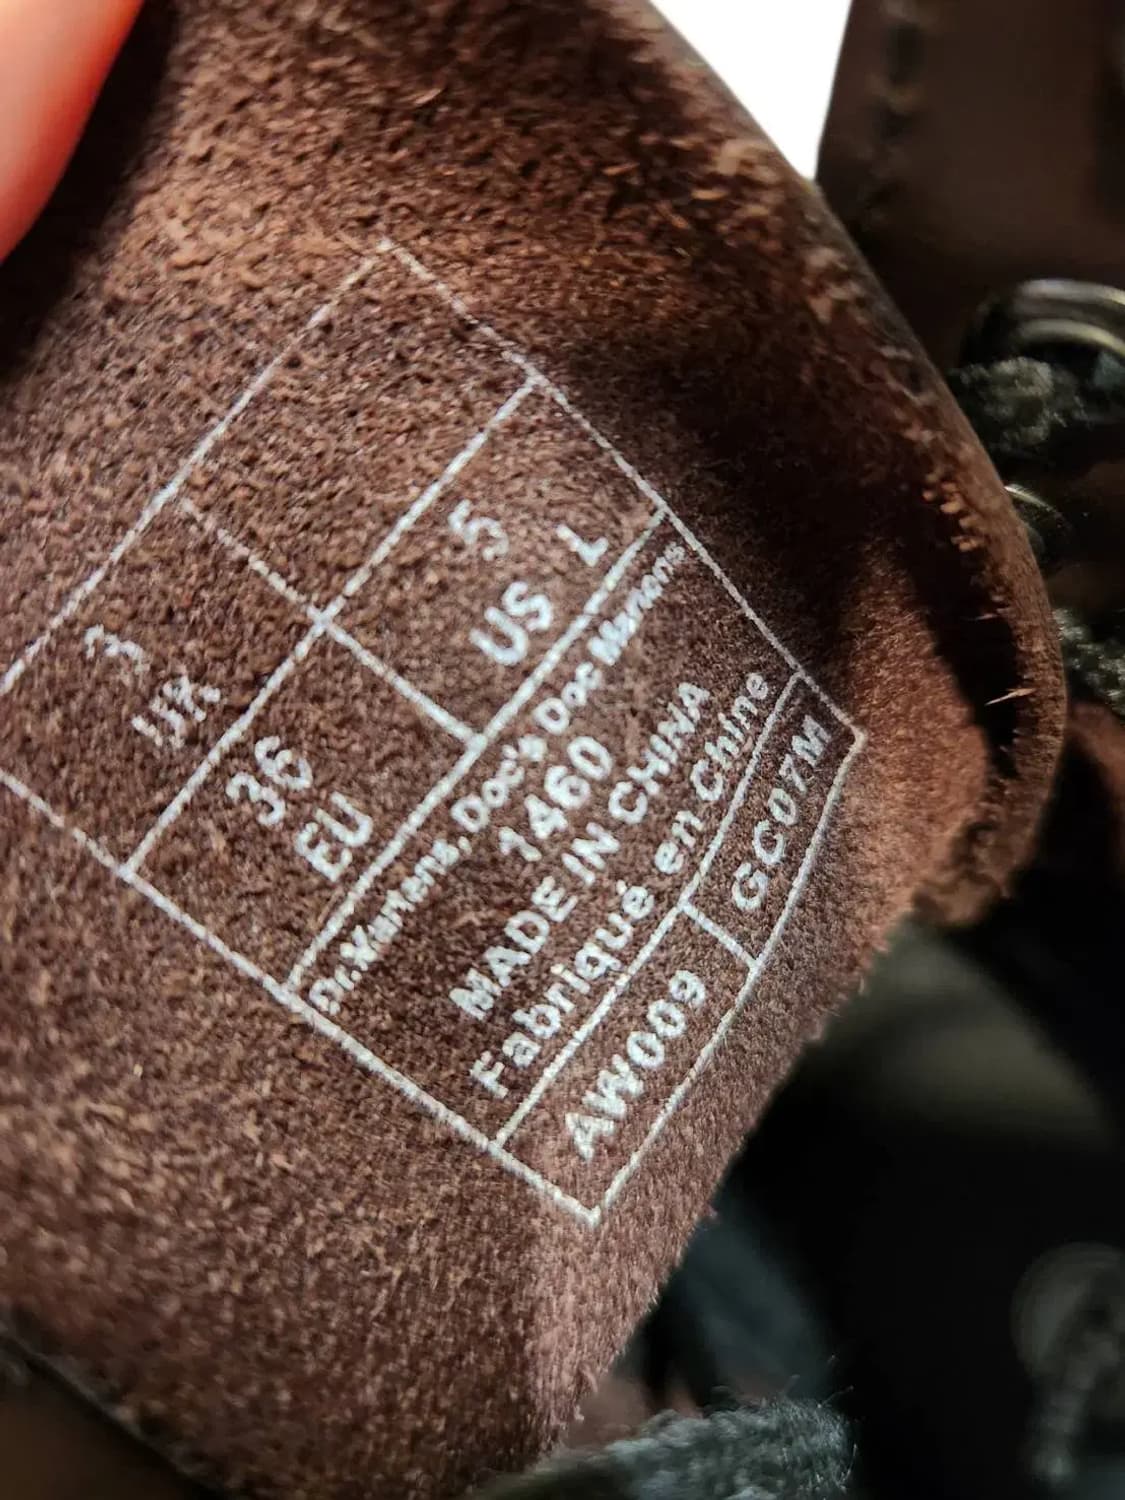 3
UK
36
EU
5
US L
Dr. Martens, Doc's Doc Martens
1460
MADE IN CHINA
Fabriqué en Chine
AW009
GC07M